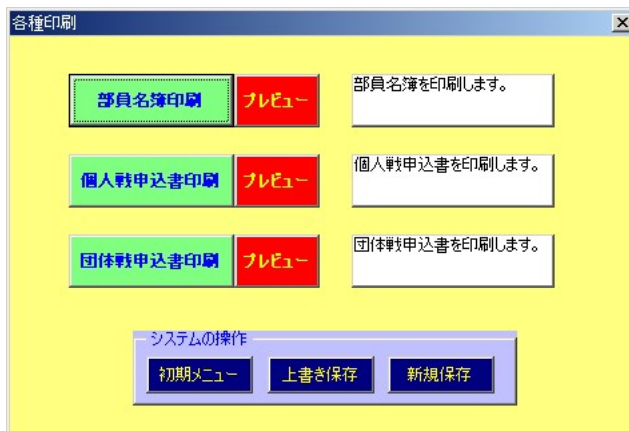 各種印刷
部員名簿印刷 プレビュー 部員名簿を印刷します。
個人戦申込書印刷 プレビュー 個人戦申込書を印刷します。
団体戦申込書印刷 プレビュー 団体戦申込書を印刷します。
システムの操作
初期メニュー 上書き保存 新規保存